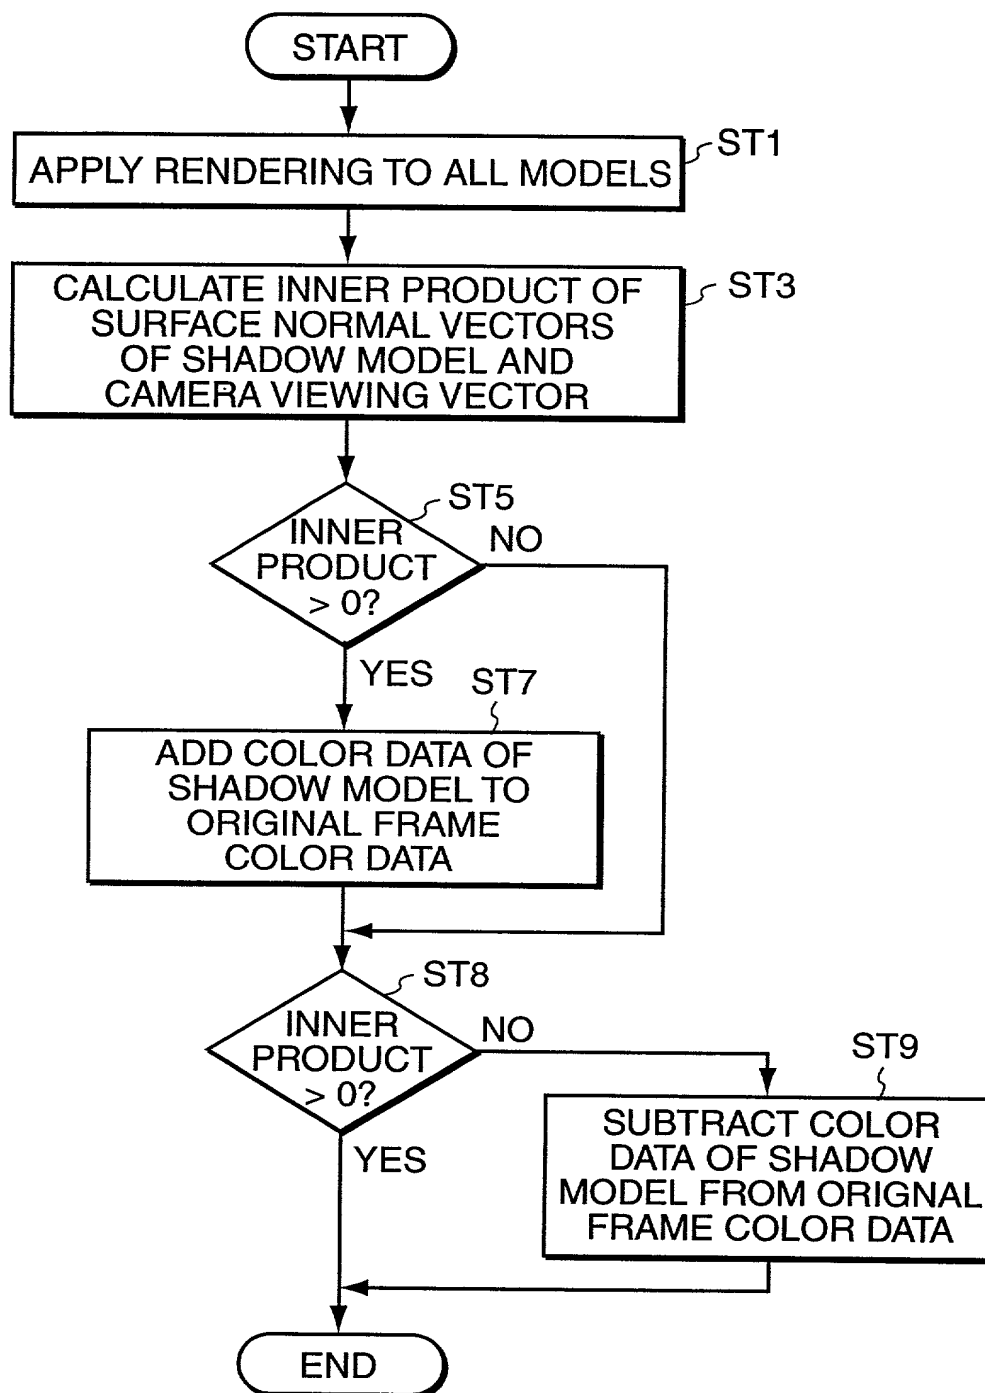 START
APPLY RENDERING TO ALL MODELS
ST1
CALCULATE INNER PRODUCT OF
SURFACE NORMAL VECTORS
OF SHADOW MODEL AND
CAMERA VIEWING VECTOR
ST3
ST5
INNER
PRODUCT
> 0?
NO
YES
ST7
ADD COLOR DATA OF
SHADOW MODEL TO
ORIGINAL FRAME
COLOR DATA
ST8
INNER
PRODUCT
> 0?
NO
YES
ST9
SUBTRACT COLOR
DATA OF SHADOW
MODEL FROM ORIGNAL
FRAME COLOR DATA
END